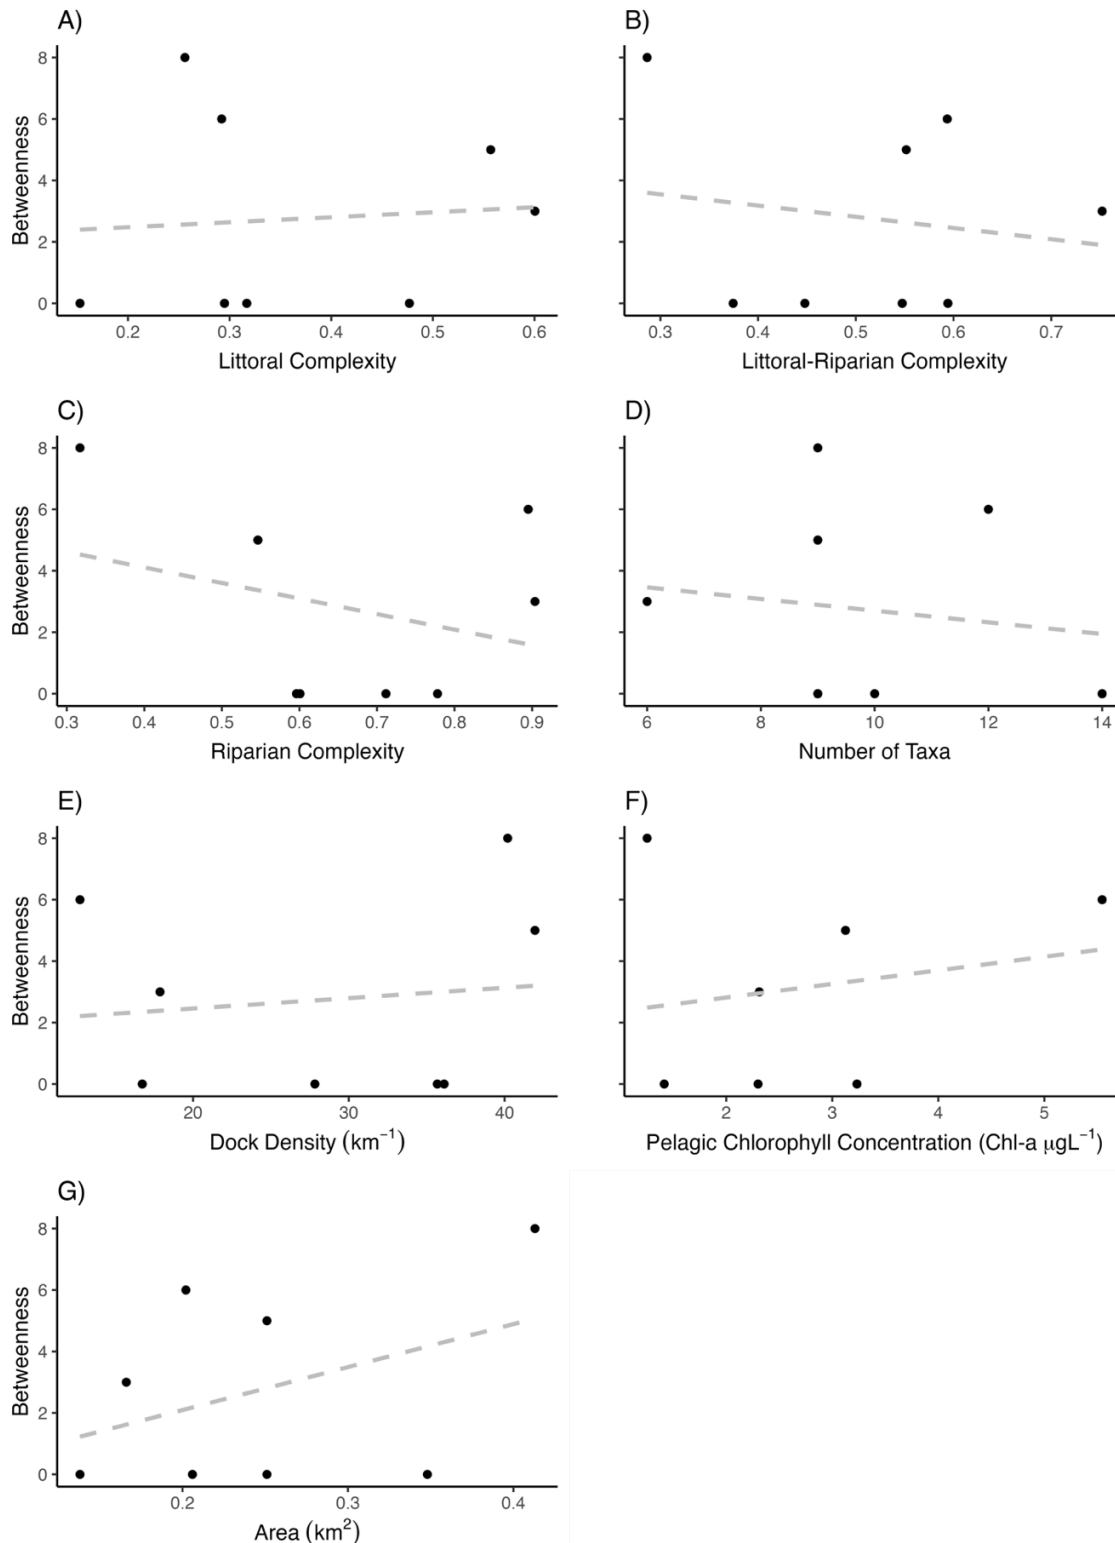 A)
8
6
4
2
0
Betweenness
0.2 0.3 0.4 0.5 0.6
Littoral Complexity
B)
0.3 0.4 0.5 0.6 0.7
Littoral-Riparian Complexity
C)
8
6
4
2
0
Betweenness
0.3 0.4 0.5 0.6 0.7 0.8 0.9
Riparian Complexity
D)
6 8 10 12 14
Number of Taxa
E)
8
6
4
2
0
Betweenness
20 30 40
Dock Density (km⁻¹)
F)
2 3 4 5
Pelagic Chlorophyll Concentration (Chl-a μgL⁻¹)
G)
8
6
4
2
0
Betweenness
0.2 0.3 0.4
Area (km²)